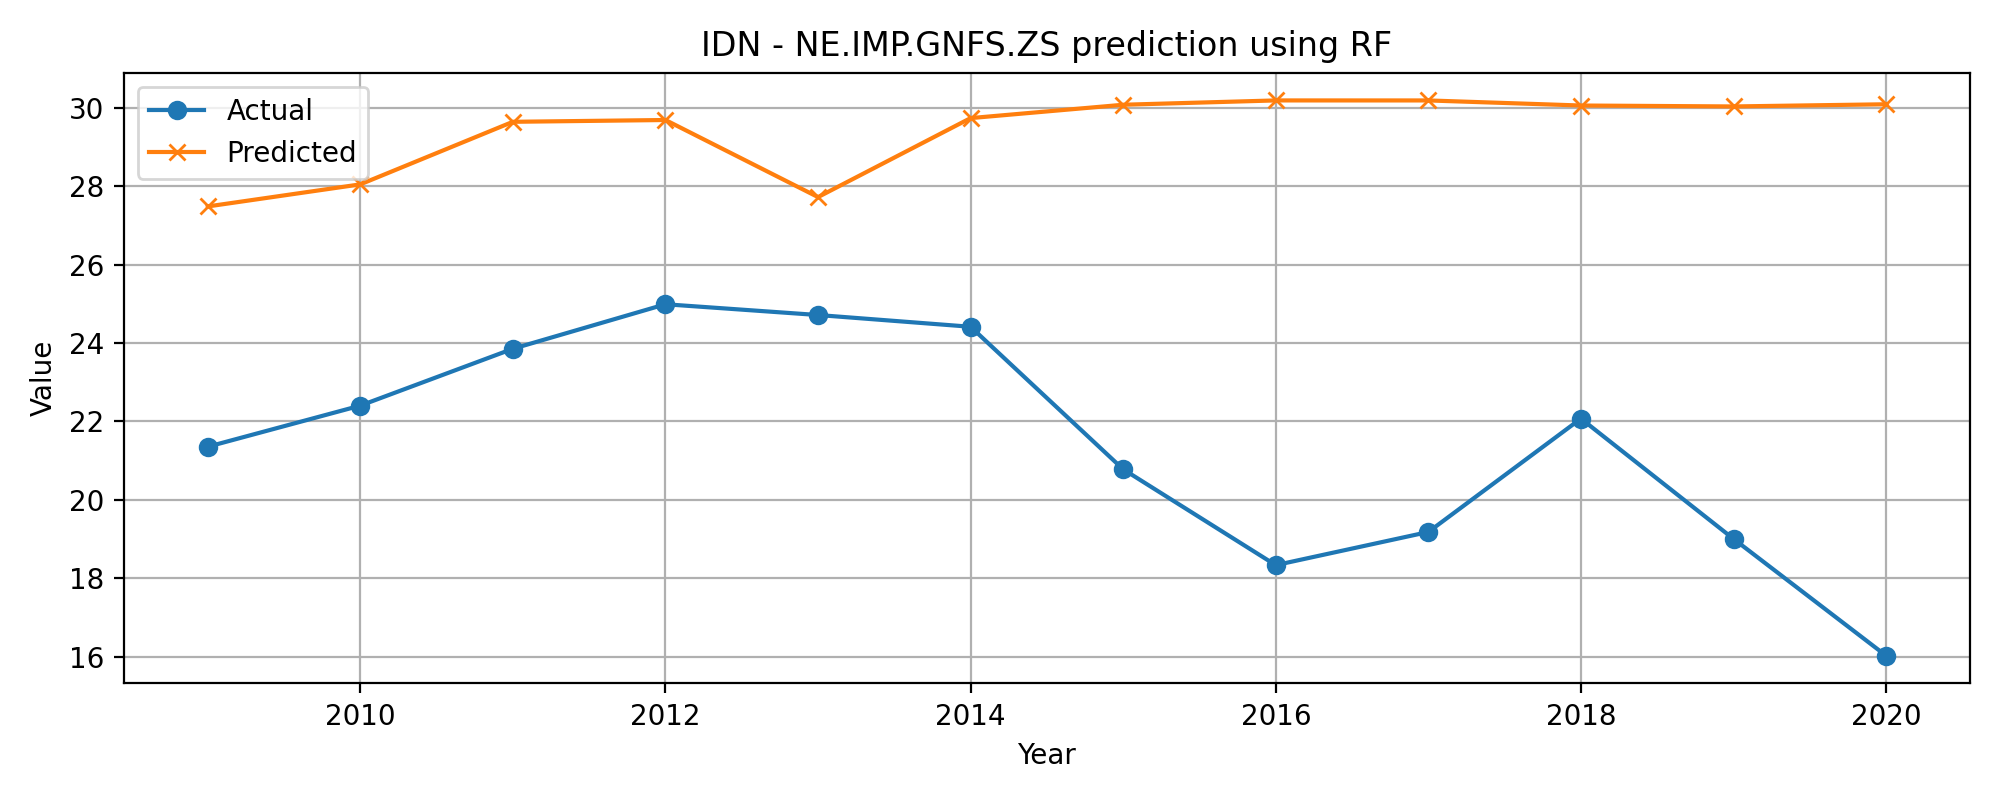 IDN - NE.IMP.GNFS.ZS prediction using RF
Actual
Predicted
30
28
26
24
22
20
18
16
Value
2010 2012 2014 2016 2018 2020
Year